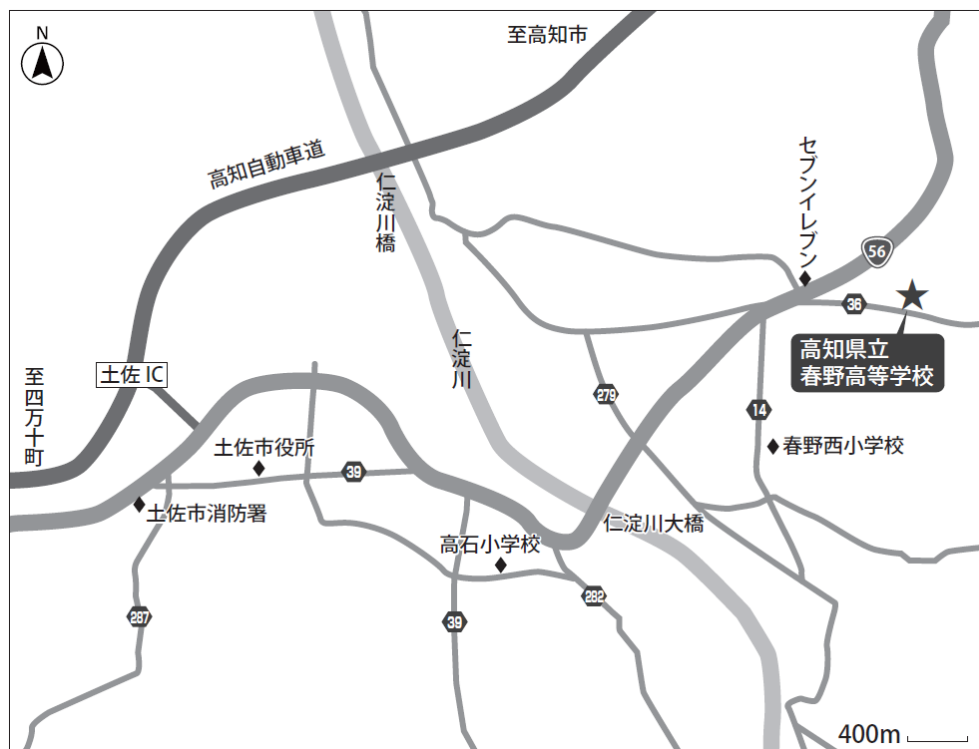 N
至高知市
高知自動車道
仁淀川橋
セブンイレブン
56
36
高知県立
春野高等学校
仁淀川
至四万十町
土佐 IC
279
14
土佐市役所
39
春野西小学校
土佐市消防署
仁淀川大橋
高石小学校
282
287
39
400m